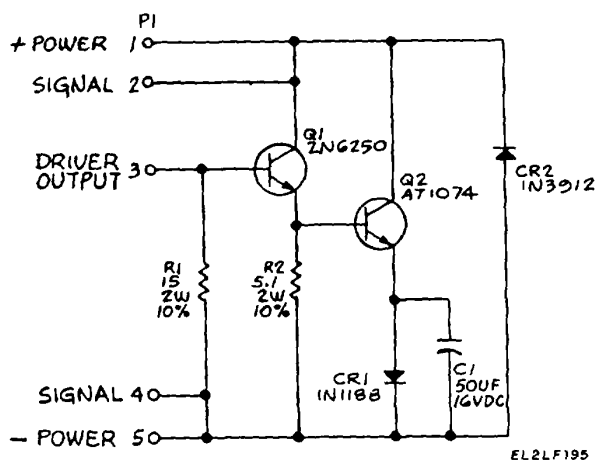 P1
+ POWER 1
SIGNAL 2
Q1
2N6250
DRIVER
OUTPUT 3
Q2
AT1074
CR2
1N3912
R1
15
2W
10%
R2
5.1
2W
10%
C1
50UF
16VDC
CR1
1N1188
SIGNAL 4
- POWER 5
EL2LF195